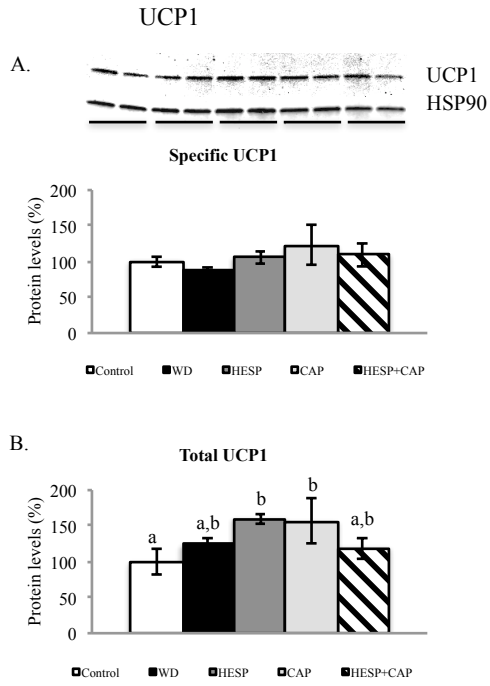 UCP1
A.
UCP1
HSP90
Specific UCP1
Protein levels (%)
200
150
100
50
0
Control WD HESP CAP HESP+CAP
B.
Total UCP1
Protein levels (%)
200
150
100
50
0
a a,b b b a,b
Control WD HESP CAP HESP+CAP